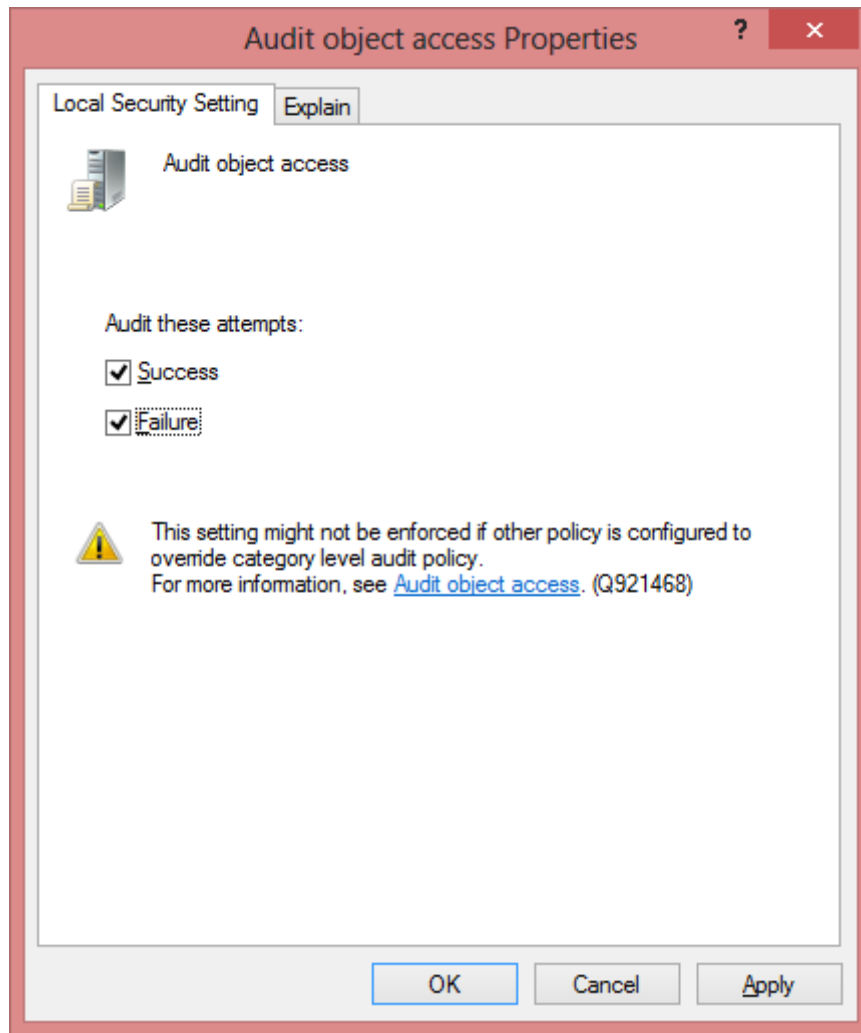 Audit object access Properties
?
Local Security Setting
Explain
Audit object access
Audit these attempts:
Success
Failure
This setting might not be enforced if other policy is configured to
override category level audit policy.
For more information, see Audit object access. (Q921468)
OK
Cancel
Apply